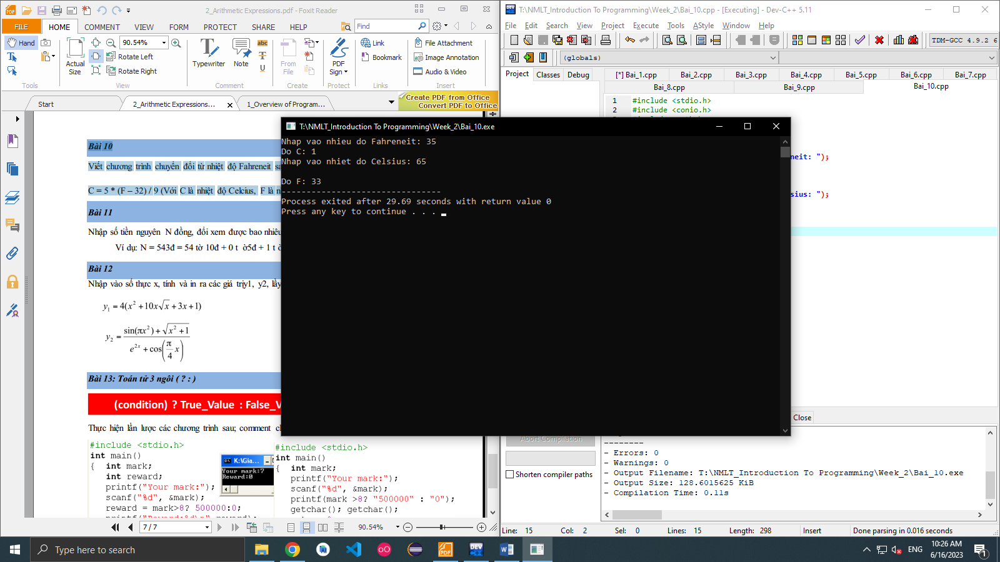 2_Arithmetic Expressions.pdf - Foxit Reader
FILE HOME COMMENT VIEW FORM PROTECT SHARE HELP
Find
Hand
90.54%
Actual Size
Rotate Left
Rotate Right
Typewriter
Note
From File
PDF Sign
Link
Bookmark
File Attachment
Image Annotation
Audio & Video
Tools View Comment Create Protect Links Insert
Start
2_Arithmetic Expressions...
1_Overview of Program...
Create PDF from Office
Convert PDF to Office
Bài 10
Viết chương trình chuyển đổi từ nhiệt độ Fahreneit
C = 5 * (F – 32) / 9 (Với C là nhiệt độ Celcius, F là
Bài 11
Nhập số tiền nguyên N đồng, đổi xem được bao nhiêu
Ví dụ: N = 543đ = 54 tờ 10đ + 0 t ờ5đ + 1 t
Bài 12
Nhập vào số thực x, tính và in ra các giá trịy1, y2, lấy
y₁ = 4(x² + 10x√x + 3x + 1)
y₂ = (sin(πx²) + √(x² + 1)) / (e²ˣ + cos(π/4 x))
Bài 13: Toán tử 3 ngôi ( ? : )
(condition) ? True_Value : False_V
Thực hiện lần lược các chương trình sau; comment
#include <stdio.h>
int main()
{ int mark;
int reward;
printf("Your mark:");
scanf("%d", &mark);
reward = mark>8? 500000:0;
K:\Gia...
Your mark:7
Reward:0
#include <stdio.h>
int main()
{ int mark;
printf("Your mark:");
scanf("%d", &mark);
printf(mark >8? "500000" : "0");
getchar(); getchar();
7 / 7
90.54%
T:\NMLT_Introduction To Programming\Week_2\Bai_10.cpp - [Executing] - Dev-C++ 5.11
File Edit Search View Project Execute Tools AStyle Window Help
TDM-GCC 4.9.2 6
(globals)
Project Classes Debug
[*] Bai_1.cpp Bai_2.cpp Bai_3.cpp Bai_4.cpp Bai_5.cpp Bai_6.cpp Bai_7.cpp
Bai_8.cpp Bai_9.cpp Bai_10.cpp
1 #include <stdio.h>
2 #include <conio.h>
neit: ");
sius: ");
T:\NMLT_Introduction To Programming\Week_2\Bai_10.exe
Nhap vao nhieu do Fahreneit: 35
Do C: 1
Nhap vao nhiet do Celsius: 65
Do F: 33
--------------------------------
Process exited after 29.69 seconds with return value 0
Press any key to continue . . .
Close
Abort Compilation
Shorten compiler paths
--------
- Errors: 0
- Warnings: 0
- Output Filename: T:\NMLT_Introduction To Programming\Week_2\Bai_10.exe
- Output Size: 128.6015625 KiB
- Compilation Time: 0.11s
Line: 15 Col: 2 Sel: 0 Lines: 15 Length: 298 Insert Done parsing in 0.016 seconds
Type here to search
ENG
10:26 AM
6/16/2023
1